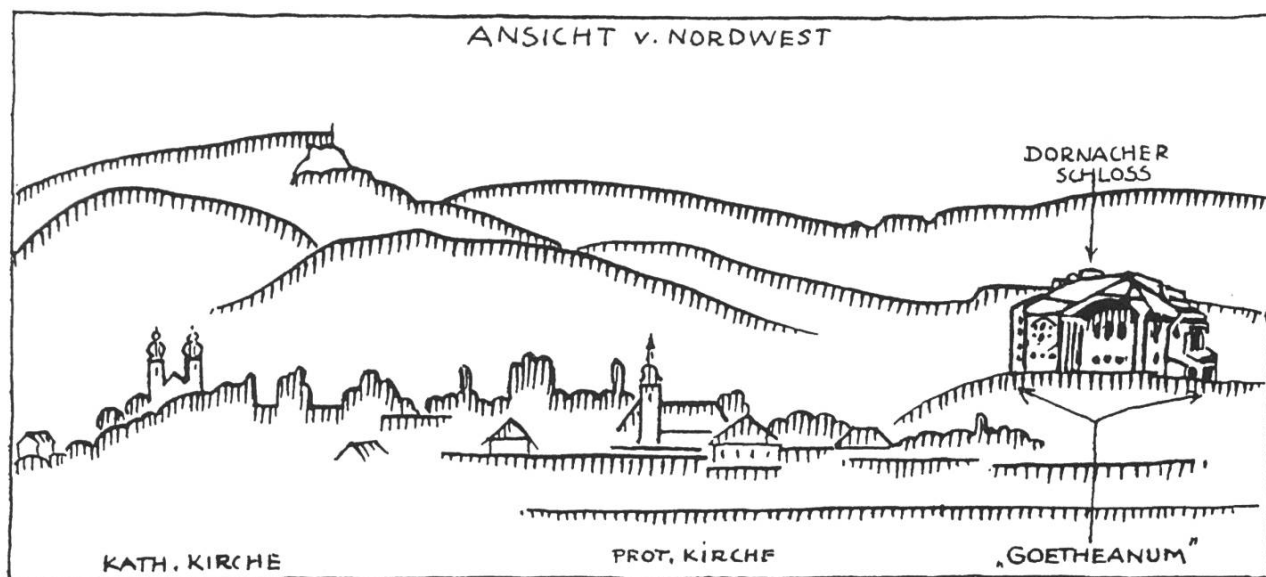 ANSICHT v. NORDWEST
DORNACHER
SCHLOSS
KATH. KIRCHE
PROT. KIRCHE
„GOETHEANUM"